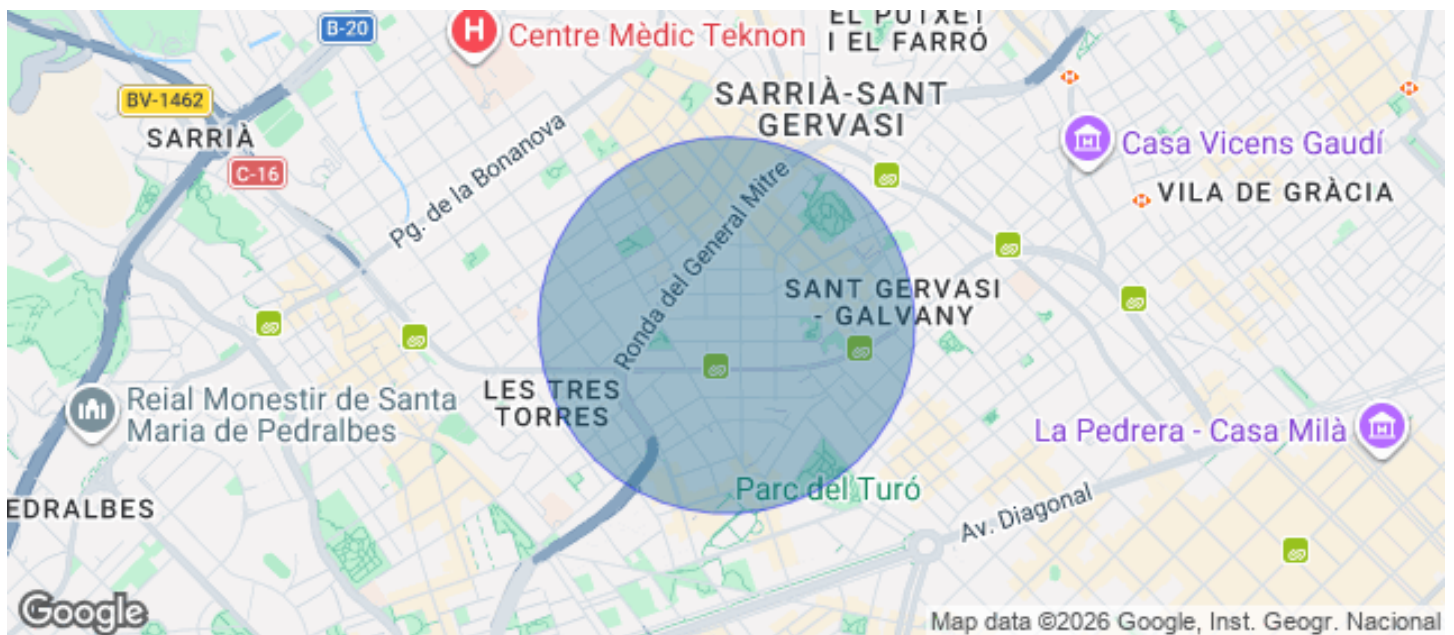 EL PUTXET
I EL FARRÓ
B-20
Centre Mèdic Teknon
BV-1462
SARRIÀ
SARRIÀ-SANT
GERVASI
C-16
Pg. de la Bonanova
Ronda del General Mitre
Casa Vicens Gaudí
VILA DE GRÀCIA
SANT GERVASI
- GALVANY
LES TRES
TORRES
Reial Monestir de Santa
Maria de Pedralbes
La Pedrera - Casa Milà
Parc del Turó
EDRALBES
Av. Diagonal
Google
Map data ©2026 Google, Inst. Geogr. Nacional